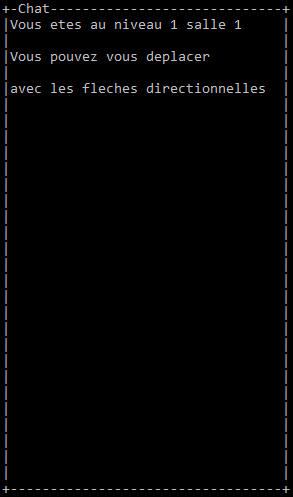 Chat
Vous etes au niveau 1 salle 1
Vous pouvez vous deplacer
avec les fleches directionnelles